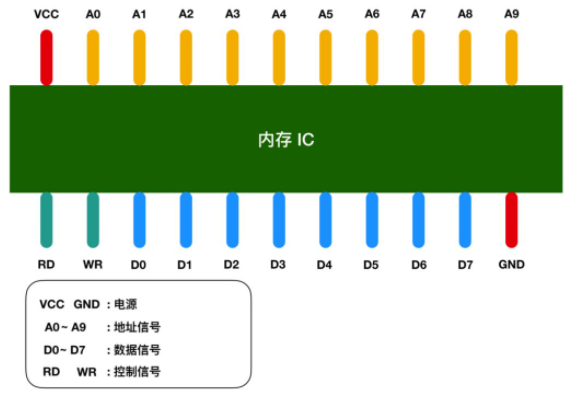 VCC A0 A1 A2 A3 A4 A5 A6 A7 A8 A9
内存 IC
RD WR D0 D1 D2 D3 D4 D5 D6 D7 GND
VCC GND : 电源
A0~ A9 : 地址信号
D0~ D7 : 数据信号
RD WR : 控制信号